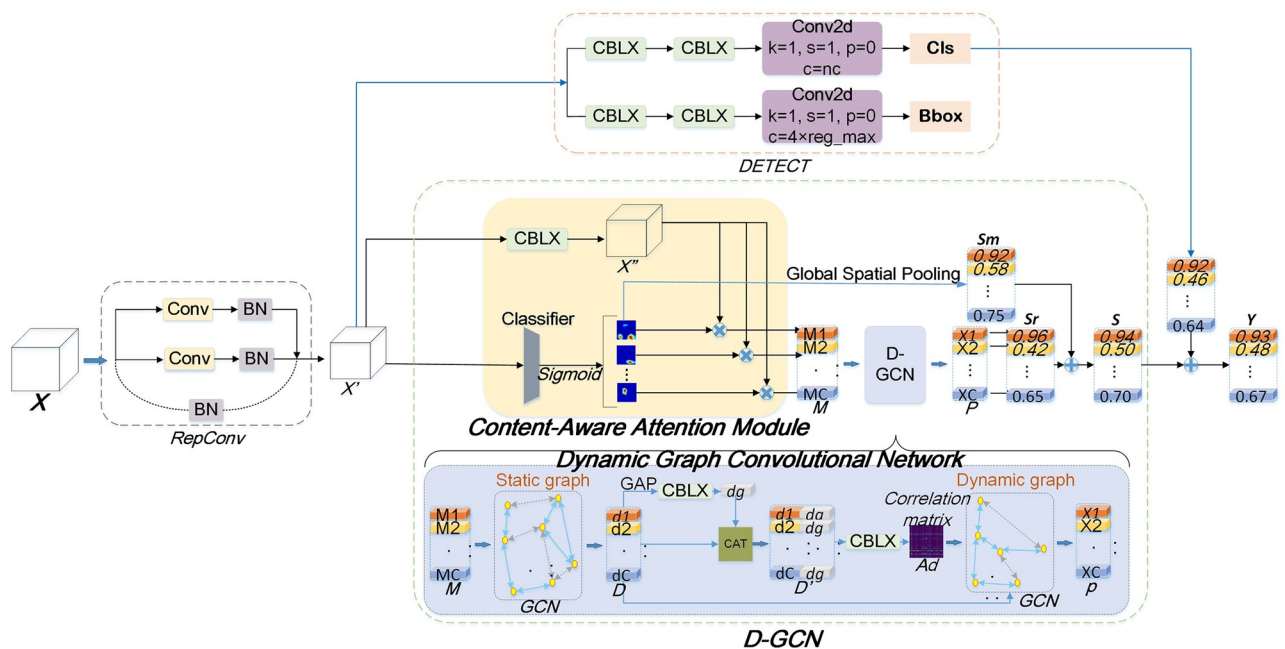 CBLX
CBLX
Conv2d
k=1, s=1, p=0
c=nc
Cls
CBLX
CBLX
Conv2d
k=1, s=1, p=0
c=4×reg_max
Bbox
DETECT
X
Conv
BN
Conv
BN
BN
RepConv
X'
CBLX
X''
Classifier
Sigmoid
Content-Aware Attention Module
Global Spatial Pooling
M1
M2
MC
M
D-
GCN
X1
X2
XC
P
Sm
0.92
0.58
0.75
Sr
0.96
0.42
0.65
S
0.94
0.50
0.70
0.92
0.46
0.64
Y
0.93
0.48
0.67
Dynamic Graph Convolutional Network
M1
M2
MC
M
Static graph
GCN
GAP
CBLX
dg
d1
d2
dC
D
CAT
d1
dg
d2
dg
dC
dg
D'
CBLX
Correlation
matrix
Ad
Dynamic graph
GCN
X1
X2
XC
p
D-GCN